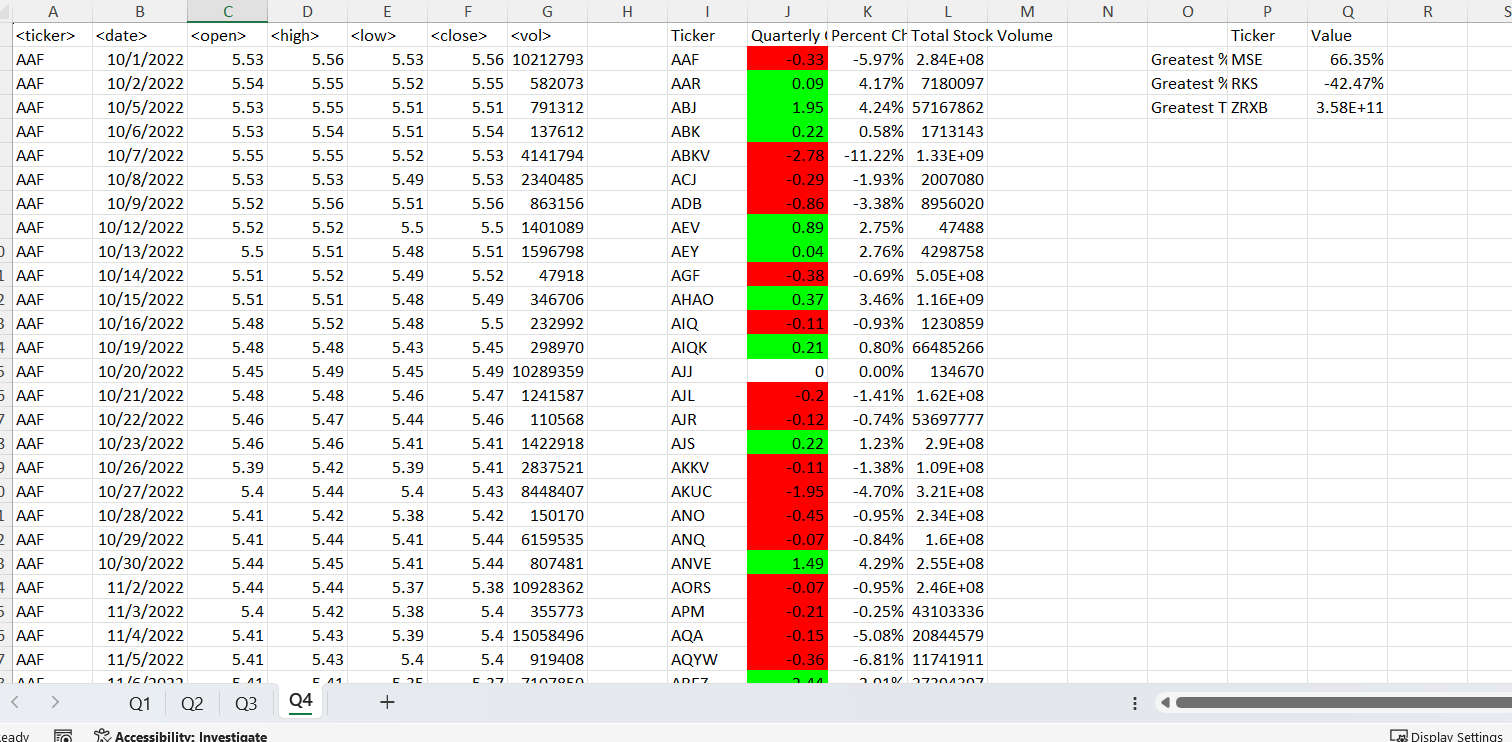 A B C D E F G H I J K L M N O P Q R S
<ticker> <date> <open> <high> <low> <close> <vol> Ticker Quarterly Percent Ch Total Stock Volume Ticker Value
AAF 10/1/2022 5.53 5.56 5.53 5.56 10212793 AAF -0.33 -5.97% 2.84E+08 Greatest % MSE 66.35%
AAF 10/2/2022 5.54 5.55 5.52 5.55 582073 AAR 0.09 4.17% 7180097 Greatest % RKS -42.47%
AAF 10/5/2022 5.53 5.55 5.51 5.51 791312 ABJ 1.95 4.24% 57167862 Greatest T ZRXB 3.58E+11
AAF 10/6/2022 5.53 5.54 5.51 5.54 137612 ABK 0.22 0.58% 1713143
AAF 10/7/2022 5.55 5.55 5.52 5.53 4141794 ABKV -2.78 -11.22% 1.33E+09
AAF 10/8/2022 5.53 5.53 5.49 5.53 2340485 ACJ -0.29 -1.93% 2007080
AAF 10/9/2022 5.52 5.56 5.51 5.56 863156 ADB -0.86 -3.38% 8956020
AAF 10/12/2022 5.52 5.52 5.5 5.5 1401089 AEV 0.89 2.75% 47488
AAF 10/13/2022 5.5 5.51 5.48 5.51 1596798 AEY 0.04 2.76% 4298758
AAF 10/14/2022 5.51 5.52 5.49 5.52 47918 AGF -0.38 -0.69% 5.05E+08
AAF 10/15/2022 5.51 5.51 5.48 5.49 346706 AHAO 0.37 3.46% 1.16E+09
AAF 10/16/2022 5.48 5.52 5.48 5.5 232992 AIQ -0.11 -0.93% 1230859
AAF 10/19/2022 5.48 5.48 5.43 5.45 298970 AIQK 0.21 0.80% 66485266
AAF 10/20/2022 5.45 5.49 5.45 5.49 10289359 AJJ 0 0.00% 134670
AAF 10/21/2022 5.48 5.48 5.46 5.47 1241587 AJL -0.2 -1.41% 1.62E+08
AAF 10/22/2022 5.46 5.47 5.44 5.46 110568 AJR -0.12 -0.74% 53697777
AAF 10/23/2022 5.46 5.46 5.41 5.41 1422918 AJS 0.22 1.23% 2.9E+08
AAF 10/26/2022 5.39 5.42 5.39 5.41 2837521 AKKV -0.11 -1.38% 1.09E+08
AAF 10/27/2022 5.4 5.44 5.4 5.43 8448407 AKUC -1.95 -4.70% 3.21E+08
AAF 10/28/2022 5.41 5.42 5.38 5.42 150170 ANO -0.45 -0.95% 2.34E+08
AAF 10/29/2022 5.41 5.44 5.41 5.44 6159535 ANQ -0.07 -0.84% 1.6E+08
AAF 10/30/2022 5.44 5.45 5.41 5.44 807481 ANVE 1.49 4.29% 2.55E+08
AAF 11/2/2022 5.44 5.44 5.37 5.38 10928362 AORS -0.07 -0.95% 2.46E+08
AAF 11/3/2022 5.4 5.42 5.38 5.4 355773 APM -0.21 -0.25% 43103336
AAF 11/4/2022 5.41 5.43 5.39 5.4 15058496 AQA -0.15 -5.08% 20844579
AAF 11/5/2022 5.41 5.43 5.4 5.4 919408 AQYW -0.36 -6.81% 11741911
Q1 Q2 Q3 Q4 +
eady Accessibility: Investigate Display Settings